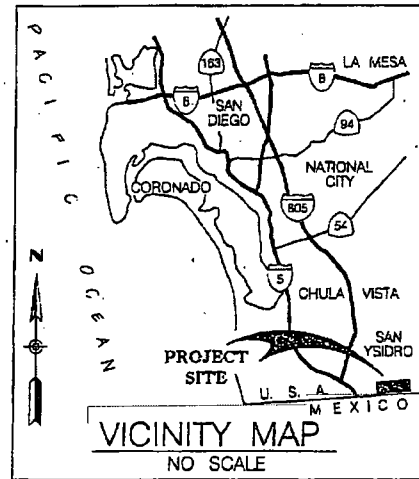 PACIFIC OCEAN
163
LA MESA
8
8
SAN
DIEGO
94
NATIONAL
CITY
CORONADO
805
54
5
CHULA VISTA
PROJECT
SITE
SAN
YSIDRO
U. S. A.
MEXICO
N
VICINITY MAP
NO SCALE